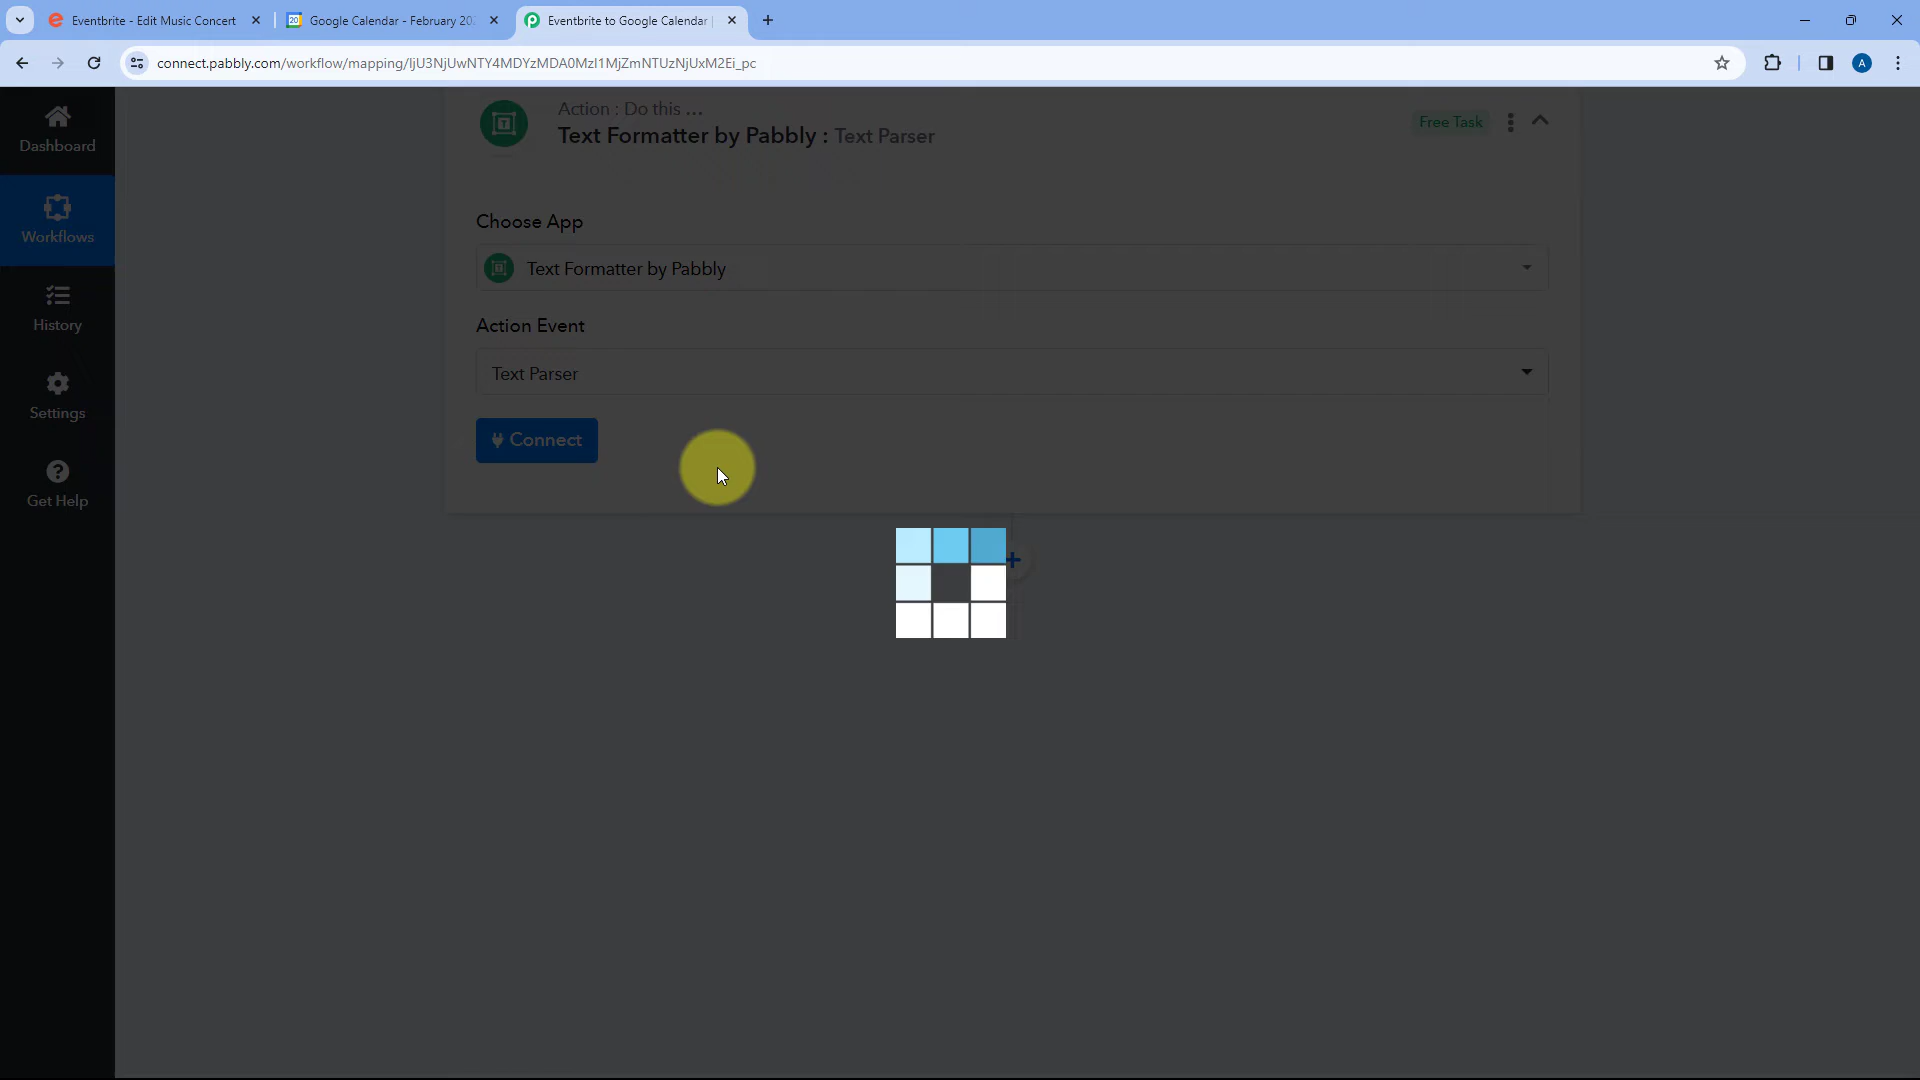 Eventbrite - Edit Music Concert
Google Calendar - February 20
Eventbrite to Google Calendar
connect.pabbly.com/workflow/mapping/IjU3NjUwNTY4MDYzMDA0MzI1MjZmNTUzNjUxM2Ei_pc
A
Dashboard
Workflows
History
Settings
Get Help
Action : Do this ...
Text Formatter by Pabbly : Text Parser
Free Task
Choose App
Text Formatter by Pabbly
Action Event
Text Parser
Connect